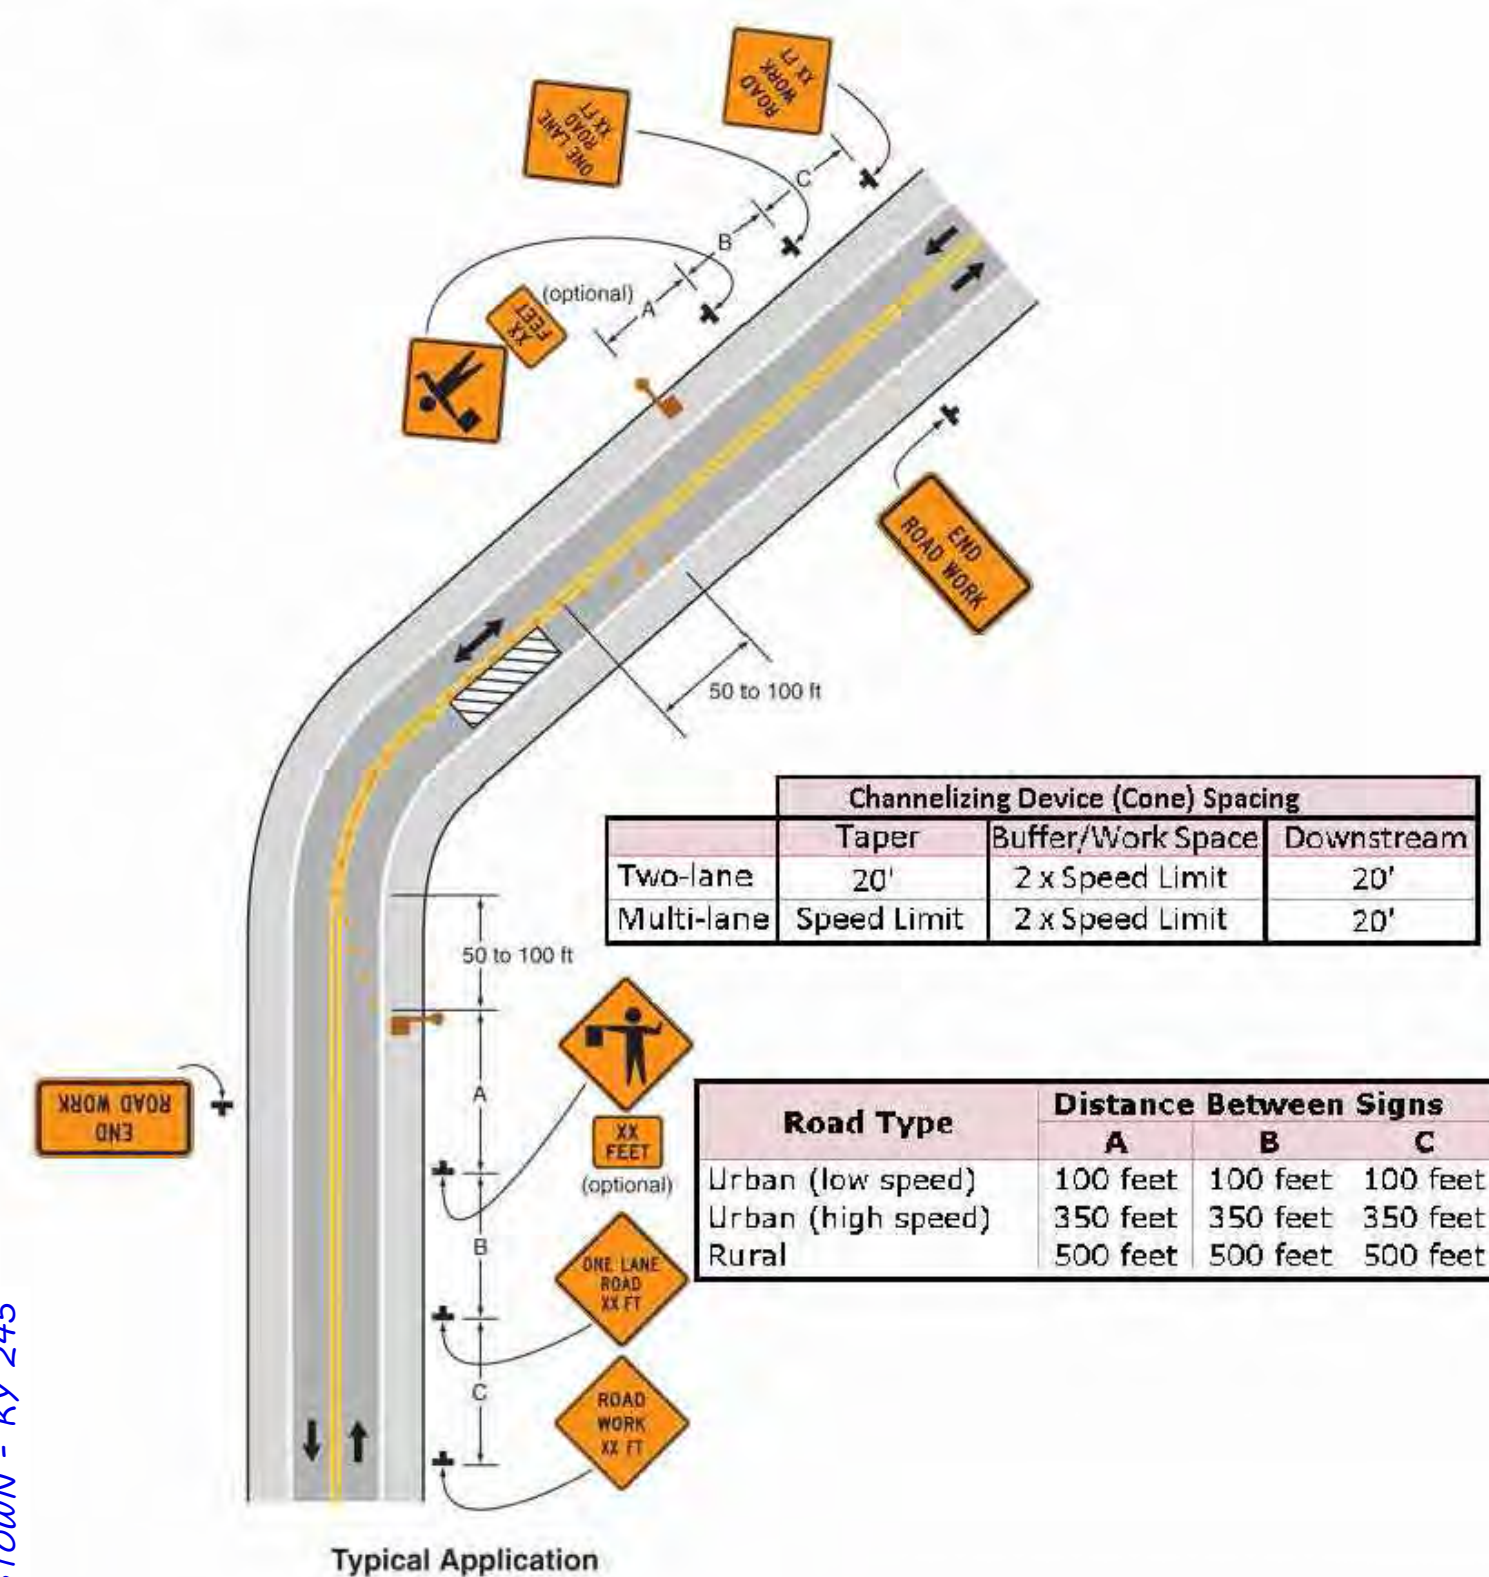 ROAD
WORK
XX FT
ONE LANE
ROAD
XX FT
C
B
(optional)
A
XX
FEET
END
ROAD WORK
50 to 100 ft
Channelizing Device (Cone) Spacing
Taper Buffer/Work Space Downstream
Two-lane 20' 2 x Speed Limit 20'
Multi-lane Speed Limit 2 x Speed Limit 20'
50 to 100 ft
A
END
ROAD WORK
XX
FEET
(optional)
Road Type Distance Between Signs
A B C
Urban (low speed) 100 feet 100 feet 100 feet
Urban (high speed) 350 feet 350 feet 350 feet
Rural 500 feet 500 feet 500 feet
B
ONE LANE
ROAD
XX FT
C
ROAD
WORK
XX FT
- KY 245
Typical Application